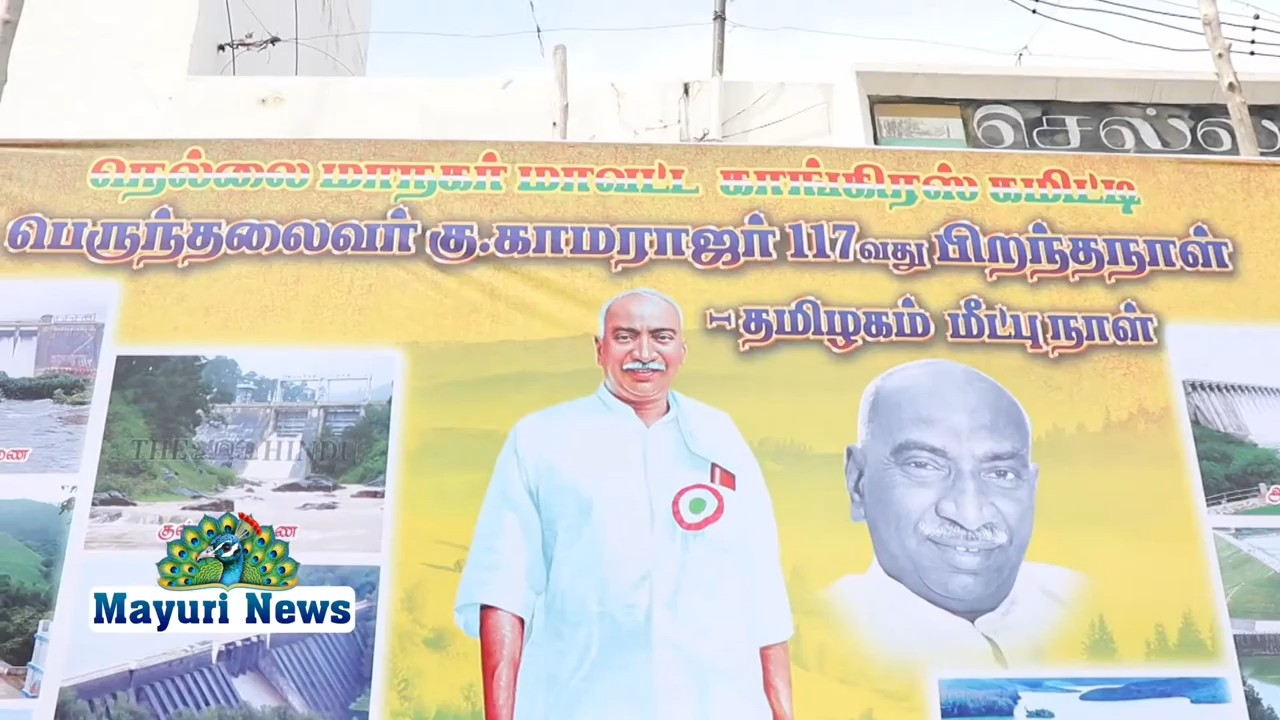 செல்ல
நெல்லை மாநகர் மாவட்ட காங்கிரஸ் கமிட்டி
பெருந்தலைவர் கு.காமராஜர் 117வது பிறந்தநாள்
- தமிழகம் மீட்பு நாள்
THE HINDU
Mayuri News